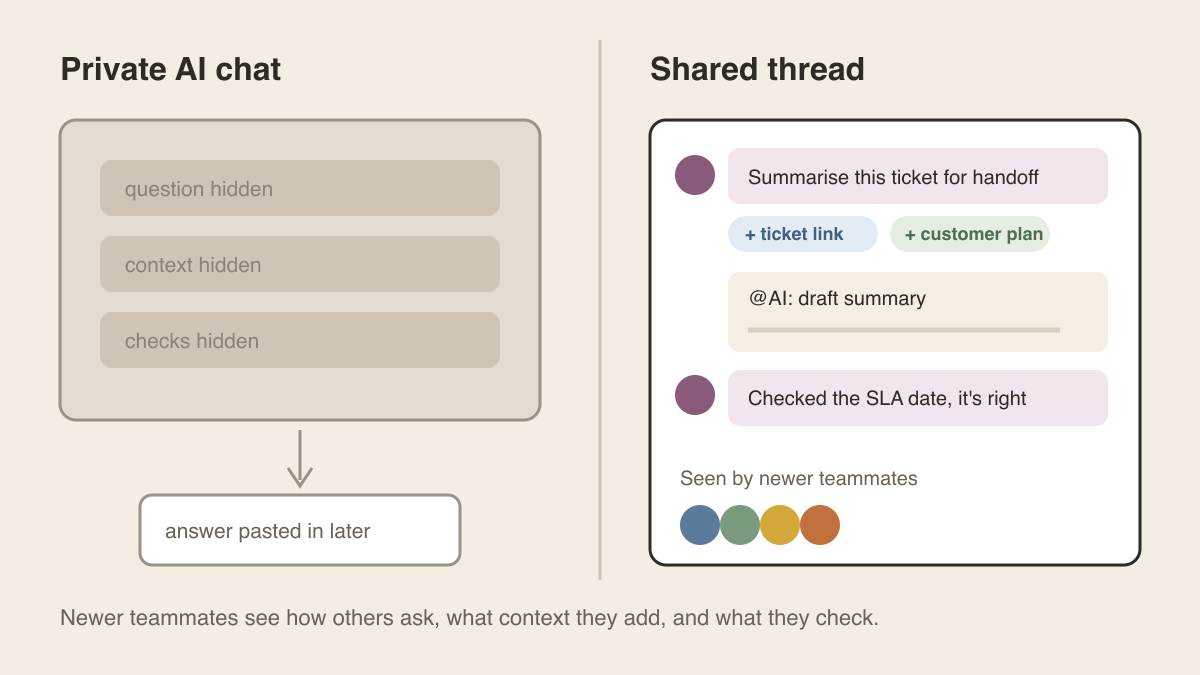 Private AI chat
question hidden
context hidden
checks hidden
answer pasted in later
Shared thread
Summarise this ticket for handoff
+ ticket link
+ customer plan
@AI: draft summary
Checked the SLA date, it's right
Seen by newer teammates
Newer teammates see how others ask, what context they add, and what they check.